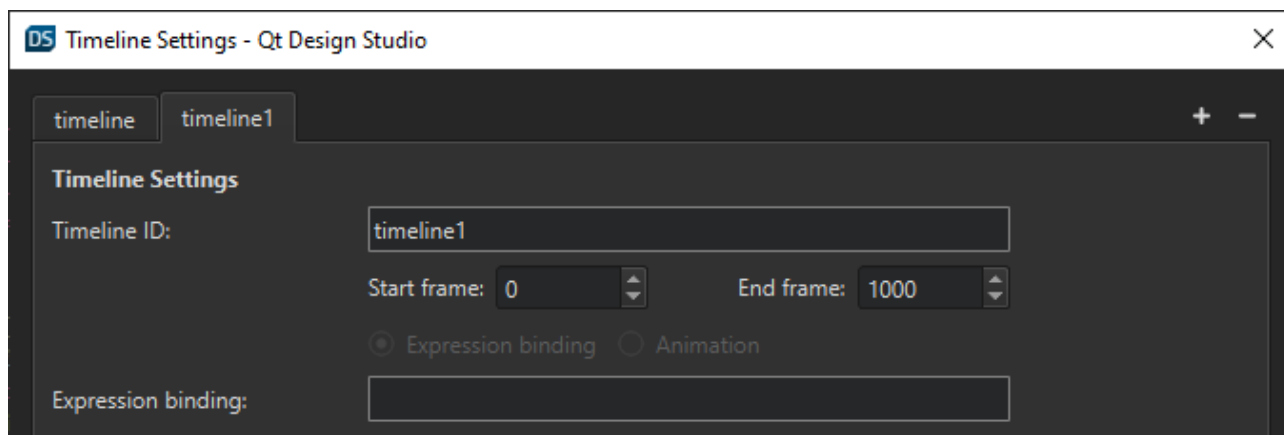 DS Timeline Settings - Qt Design Studio
timeline timeline1
Timeline Settings
Timeline ID: timeline1
Start frame: 0 End frame: 1000
Expression binding Animation
Expression binding: